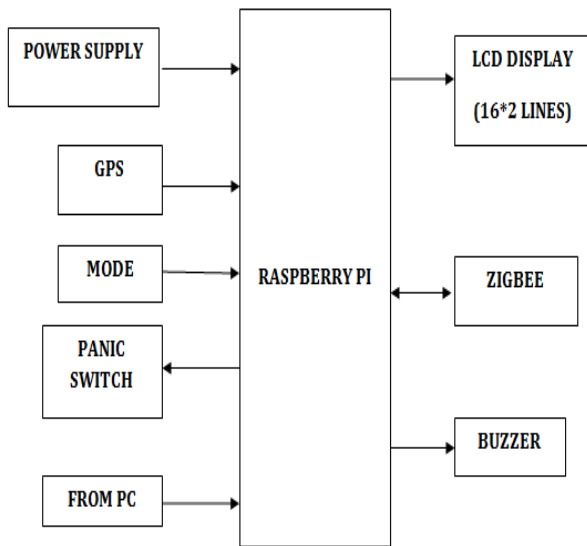 POWER SUPPLY
GPS
MODE
PANIC
SWITCH
FROM PC
RASPBERRY PI
LCD DISPLAY
(16*2 LINES)
ZIGBEE
BUZZER